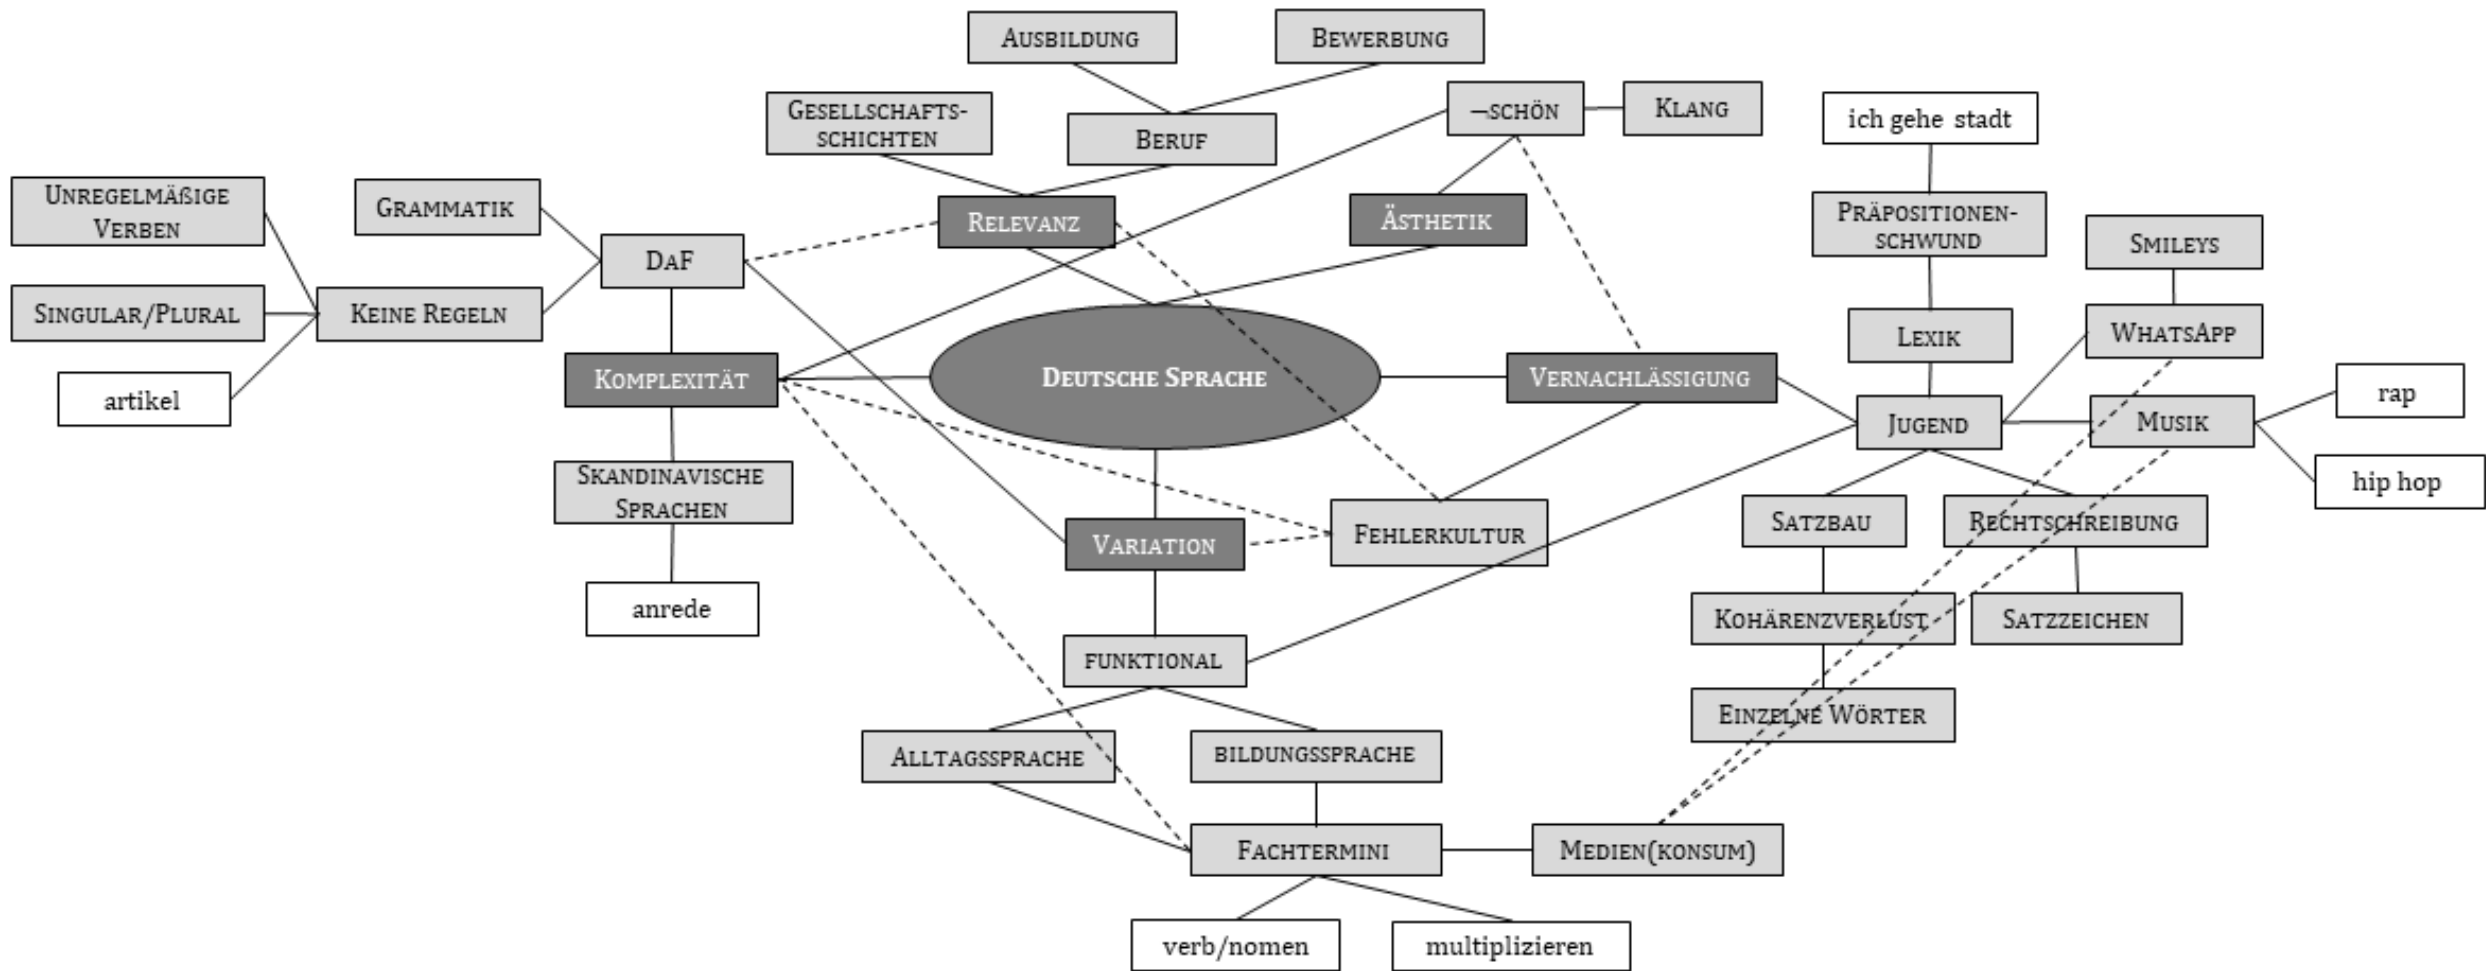 AUSBILDUNG
BEWERBUNG
GESELLSCHAFTS-
SCHICHTEN
BERUF
¬SCHÖN
KLANG
ich gehe stadt
UNREGELMÄßIGE
VERBEN
GRAMMATIK
RELEVANZ
ÄSTHETIK
PRÄPOSITIONEN-
SCHWUND
SMILEYS
DAF
SINGULAR/PLURAL
KEINE REGELN
LEXIK
WHATSAPP
artikel
KOMPLEXITÄT
DEUTSCHE SPRACHE
VERNACHLÄSSIGUNG
JUGEND
MUSIK
rap
hip hop
SKANDINAVISCHE
SPRACHEN
VARIATION
FEHLERKULTUR
SATZBAU
RECHTSCHREIBUNG
anrede
KOHÄRENZVERLUST
SATZZEICHEN
FUNKTIONAL
EINZELNE WÖRTER
ALLTAGSSPRACHE
BILDUNGSSPRACHE
FACHTERMINI
MEDIEN(KONSUM)
verb/nomen
multiplizieren